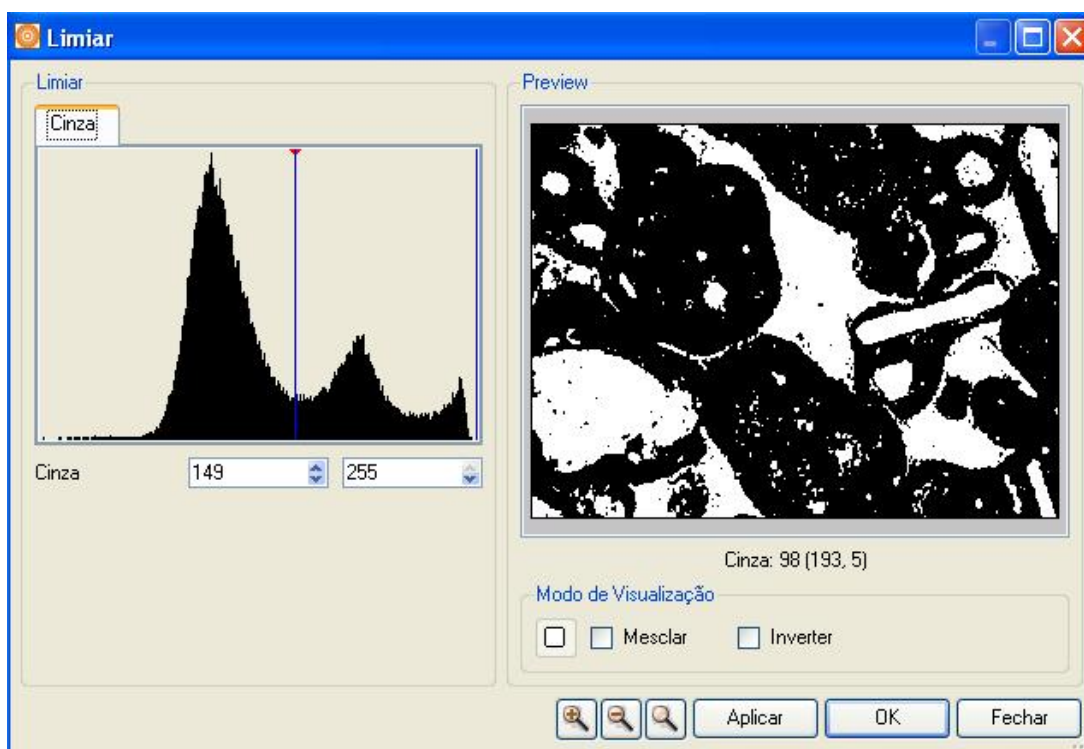 Limiar
Limiar
Cinza
Cinza 149 255
Preview
Cinza: 98 (193, 5)
Modo de Visualização
Mesclar Inverter
Aplicar OK Fechar